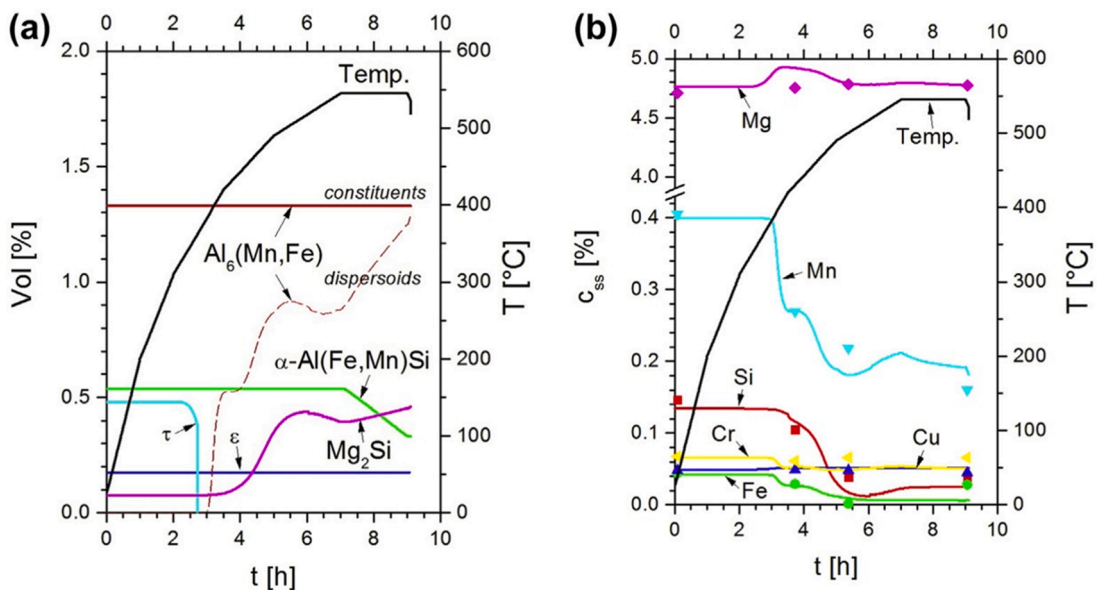 (a)
0 2 4 6 8 10
2.0 1.5 1.0 0.5 0.0
Vol [%]
600 500 400 300 200 100 0
T [°C]
Temp.
constituents
Al6(Mn,Fe)
dispersoids
α-Al(Fe,Mn)Si
τ
ε
Mg2Si
0 2 4 6 8 10
t [h]
(b)
0 2 4 6 8 10
5.0 4.5 4.0 0.4 0.3 0.2 0.1 0.0
css [%]
600 500 400 300 200 100 0
T [°C]
Mg
Temp.
Mn
Si
Cr
Cu
Fe
0 2 4 6 8 10
t [h]